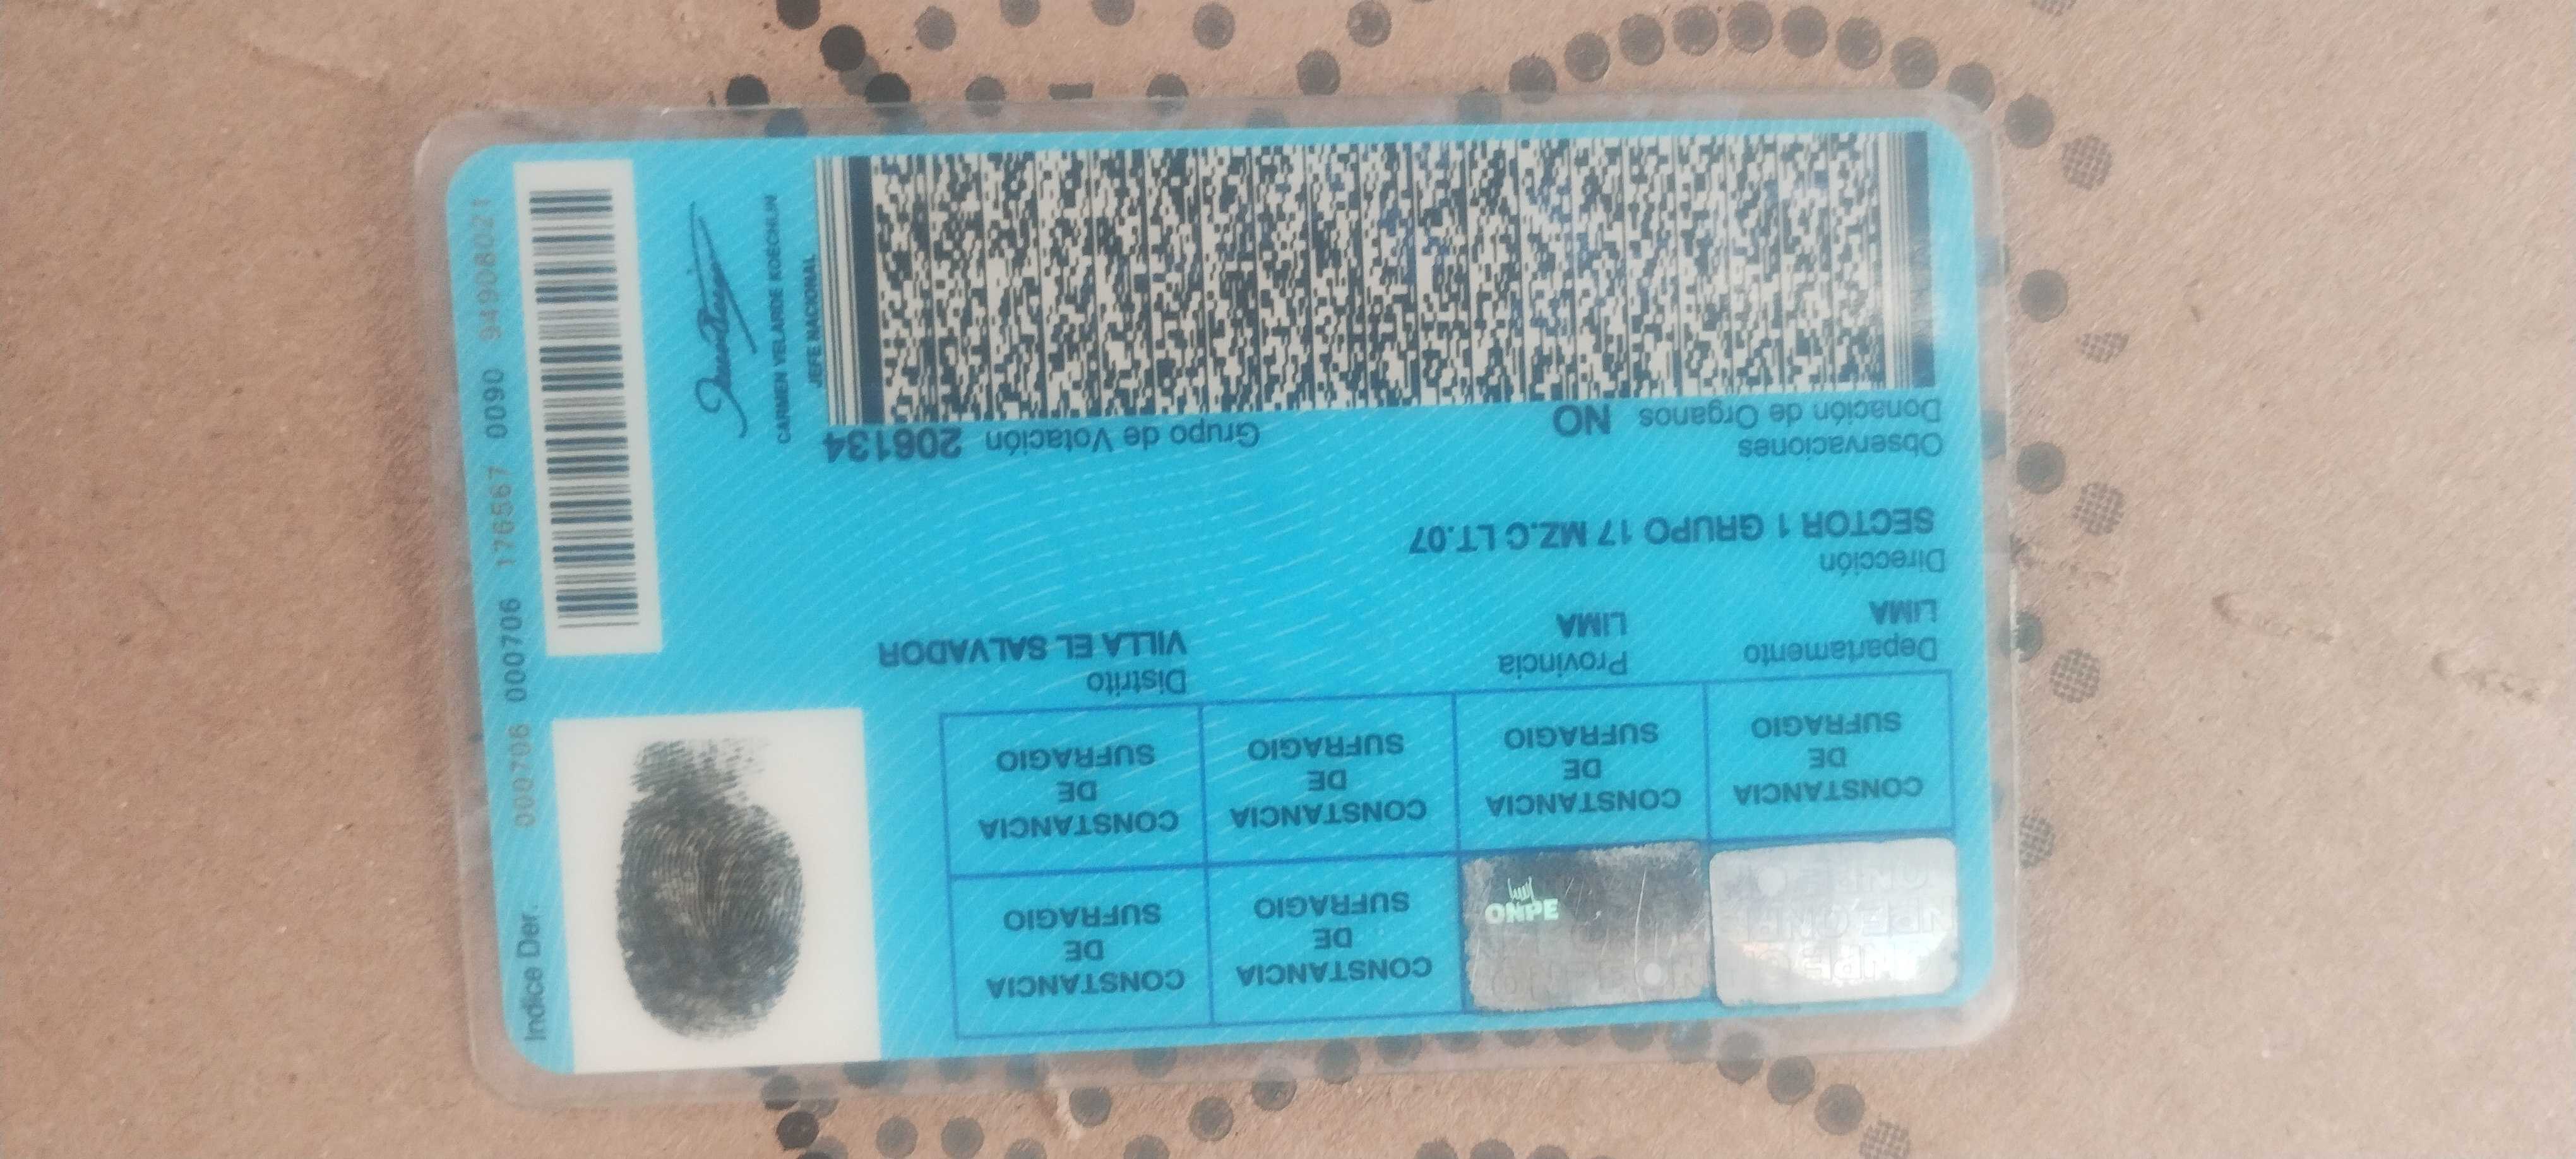 CONSTANCIA
DE
SUFRAGIO
CONSTANCIA
DE
SUFRAGIO
CONSTANCIA
DE
SUFRAGIO
CONSTANCIA
DE
SUFRAGIO
CONSTANCIA
DE
SUFRAGIO
CONSTANCIA
DE
SUFRAGIO
ONPE
Departamento
LIMA
Provincia
LIMA
Distrito
VILLA EL SALVADOR
Dirección
SECTOR 1 GRUPO 17 MZ.C LT.07
Observaciones
Donación de Organos NO
Grupo de Votación 206134
Indice Der.
000706 000706 176567 0090 94908021
CARMEN VELARDE KOECHLIN
JEFE NACIONAL